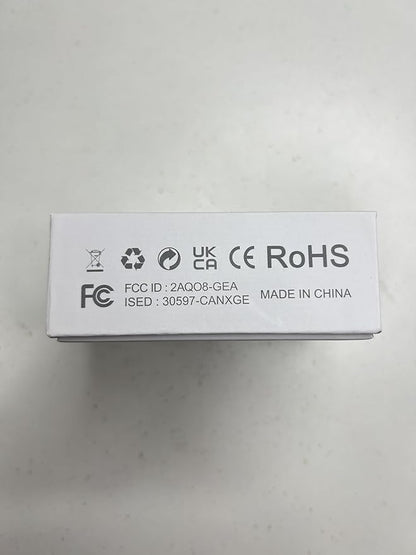 UK
CA CE RoHS
FC FCC ID : 2AQO8-GEA
ISED : 30597-CANXGE MADE IN CHINA